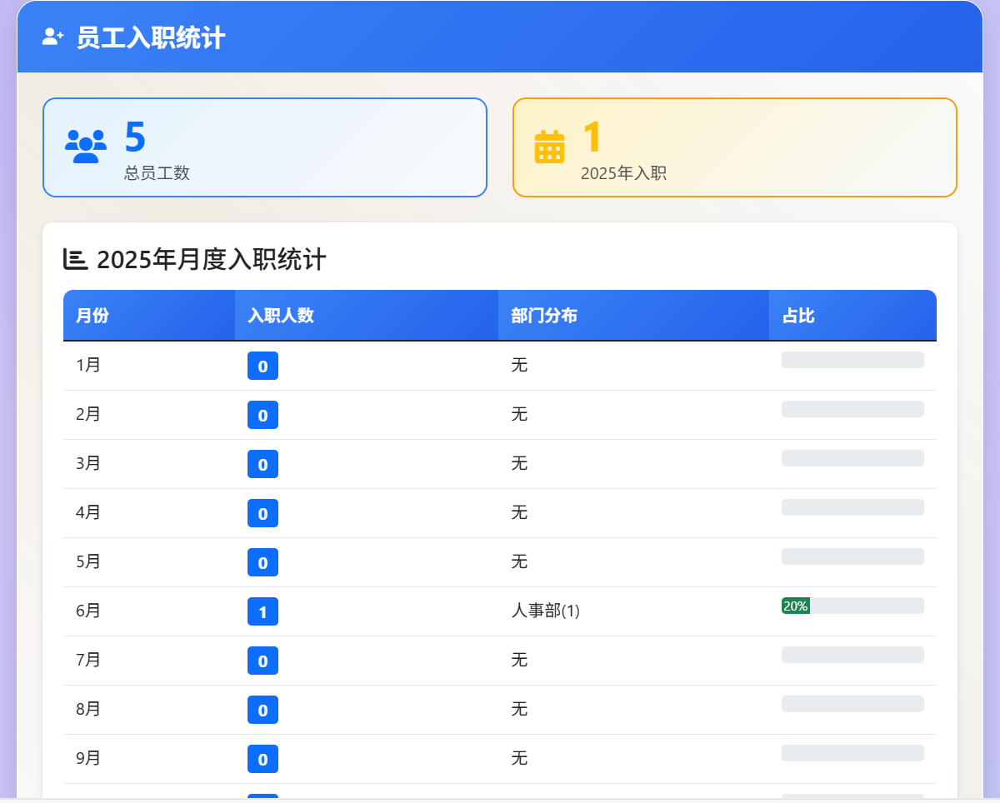 员工入职统计
5
总员工数
1
2025年入职
2025年月度入职统计
月份 入职人数 部门分布 占比
1月 0 无
2月 0 无
3月 0 无
4月 0 无
5月 0 无
6月 1 人事部(1) 20%
7月 0 无
8月 0 无
9月 0 无